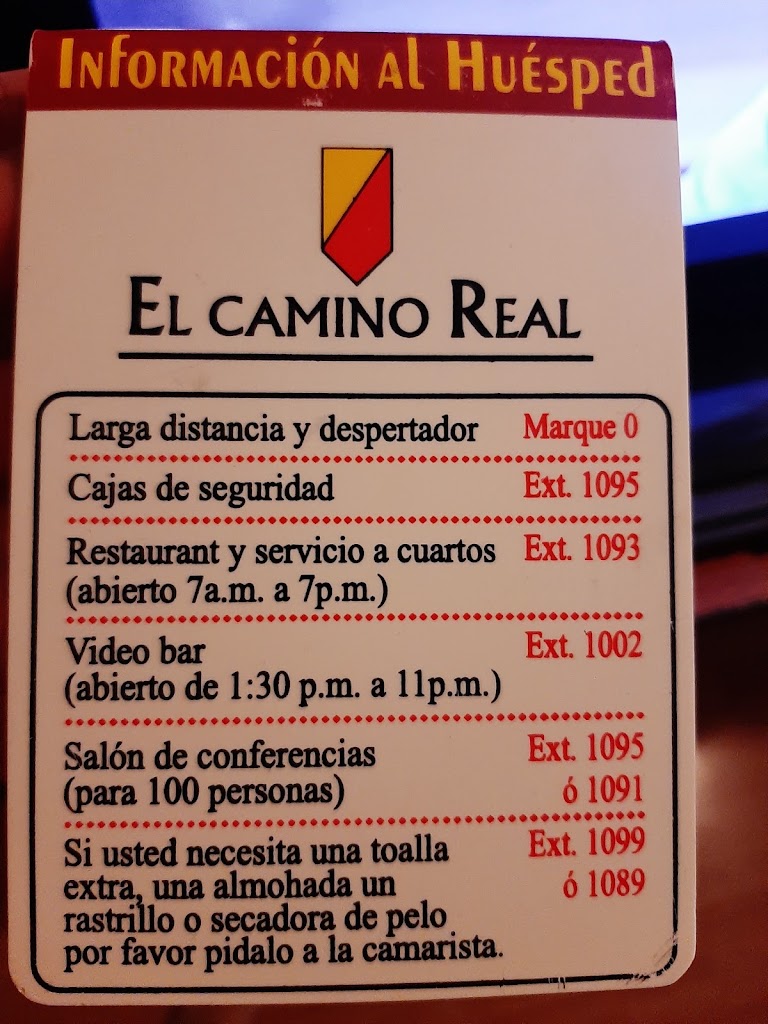 Información al Huésped
El camino Real
Larga distancia y despertador Marque 0
Cajas de seguridad Ext. 1095
Restaurant y servicio a cuartos Ext. 1093
(abierto 7a.m. a 7p.m.)
Video bar Ext. 1002
(abierto de 1:30 p.m. a 11p.m.)
Salón de conferencias Ext. 1095
(para 100 personas) ó 1091
Si usted necesita una toalla Ext. 1099
extra, una almohada un ó 1089
rastrillo o secadora de pelo
por favor pidalo a la camarista.